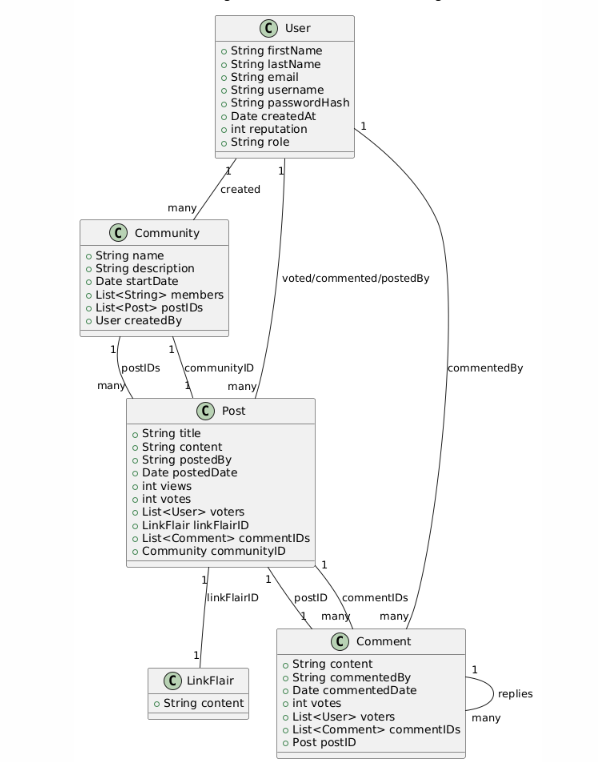 C User
String firstName
String lastName
String email
String username
String passwordHash
Date createdAt
int reputation
String role
1
1
1
created
many
C Community
String name
String description
Date startDate
List<String> members
List<Post> postIDs
User createdBy
voted/commented/postedBy
1
1
postIDs
communityID
commentedBy
many
1
many
C Post
String title
String content
String postedBy
Date postedDate
int views
int votes
List<User> voters
LinkFlair linkFlairID
List<Comment> commentIDs
Community communityID
1
1
1
linkFlairID
postID
commentIDs
1
many
many
1
C LinkFlair
String content
C Comment
String content
String commentedBy
Date commentedDate
int votes
List<User> voters
List<Comment> commentIDs
Post postID
1
replies
many